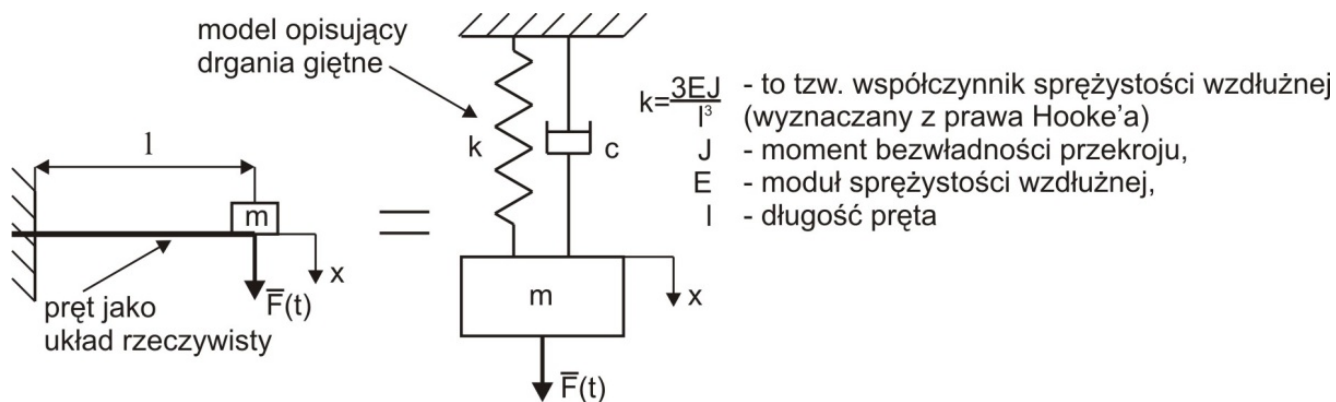 model opisujący
drgania giętne
l
m
x
F̅(t)
pręt jako
układ rzeczywisty
=
k
c
m
x
F̅(t)
k=3EJ/l³ - to tzw. współczynnik sprężystości wzdłużnej
(wyznaczany z prawa Hooke'a)
J - moment bezwładności przekroju,
E - moduł sprężystości wzdłużnej,
l - długość pręta